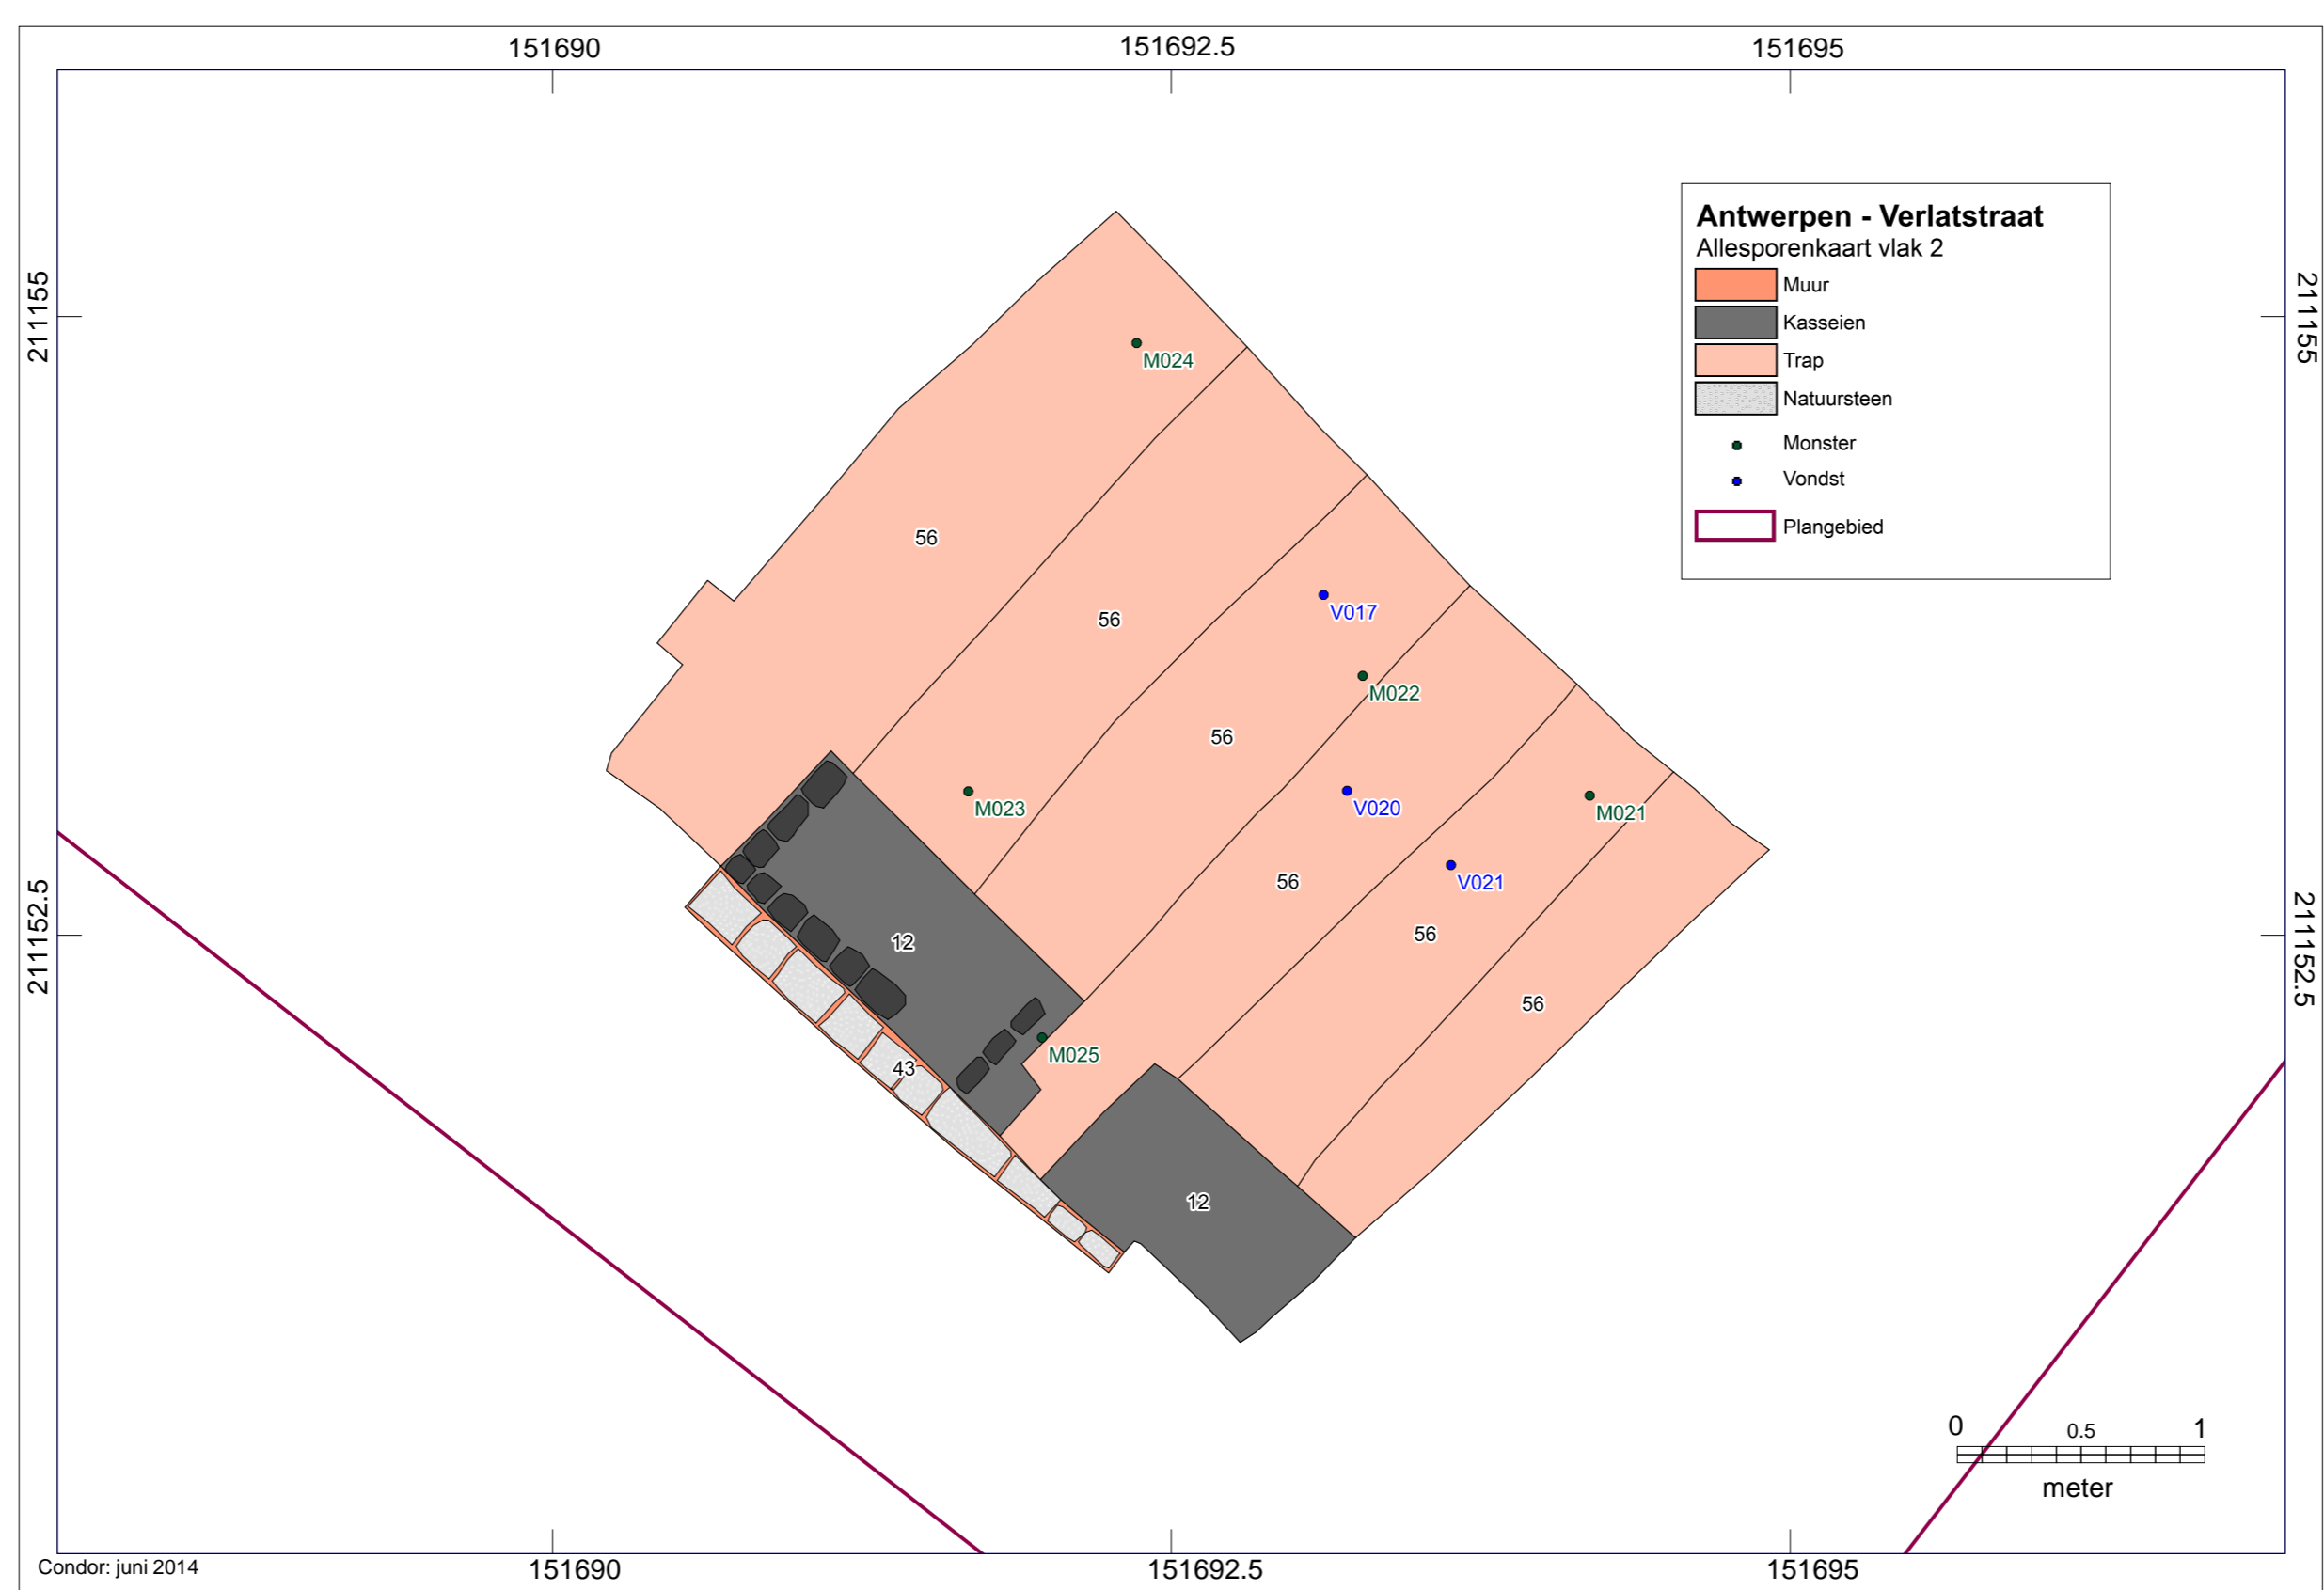 151690
151692.5
151695
211155
211155
Antwerpen - Verlatstraat
Allesporenkaart vlak 2
Muur
Kasseien
Trap
Natuursteen
Monster
Vondst
Plangebied
M024
56
56
V017
M022
56
M023
V020
M021
56
V021
56
12
211152.5
211152.5
56
M025
43
12
0
0.5
1
meter
Condor: juni 2014
151690
151692.5
151695